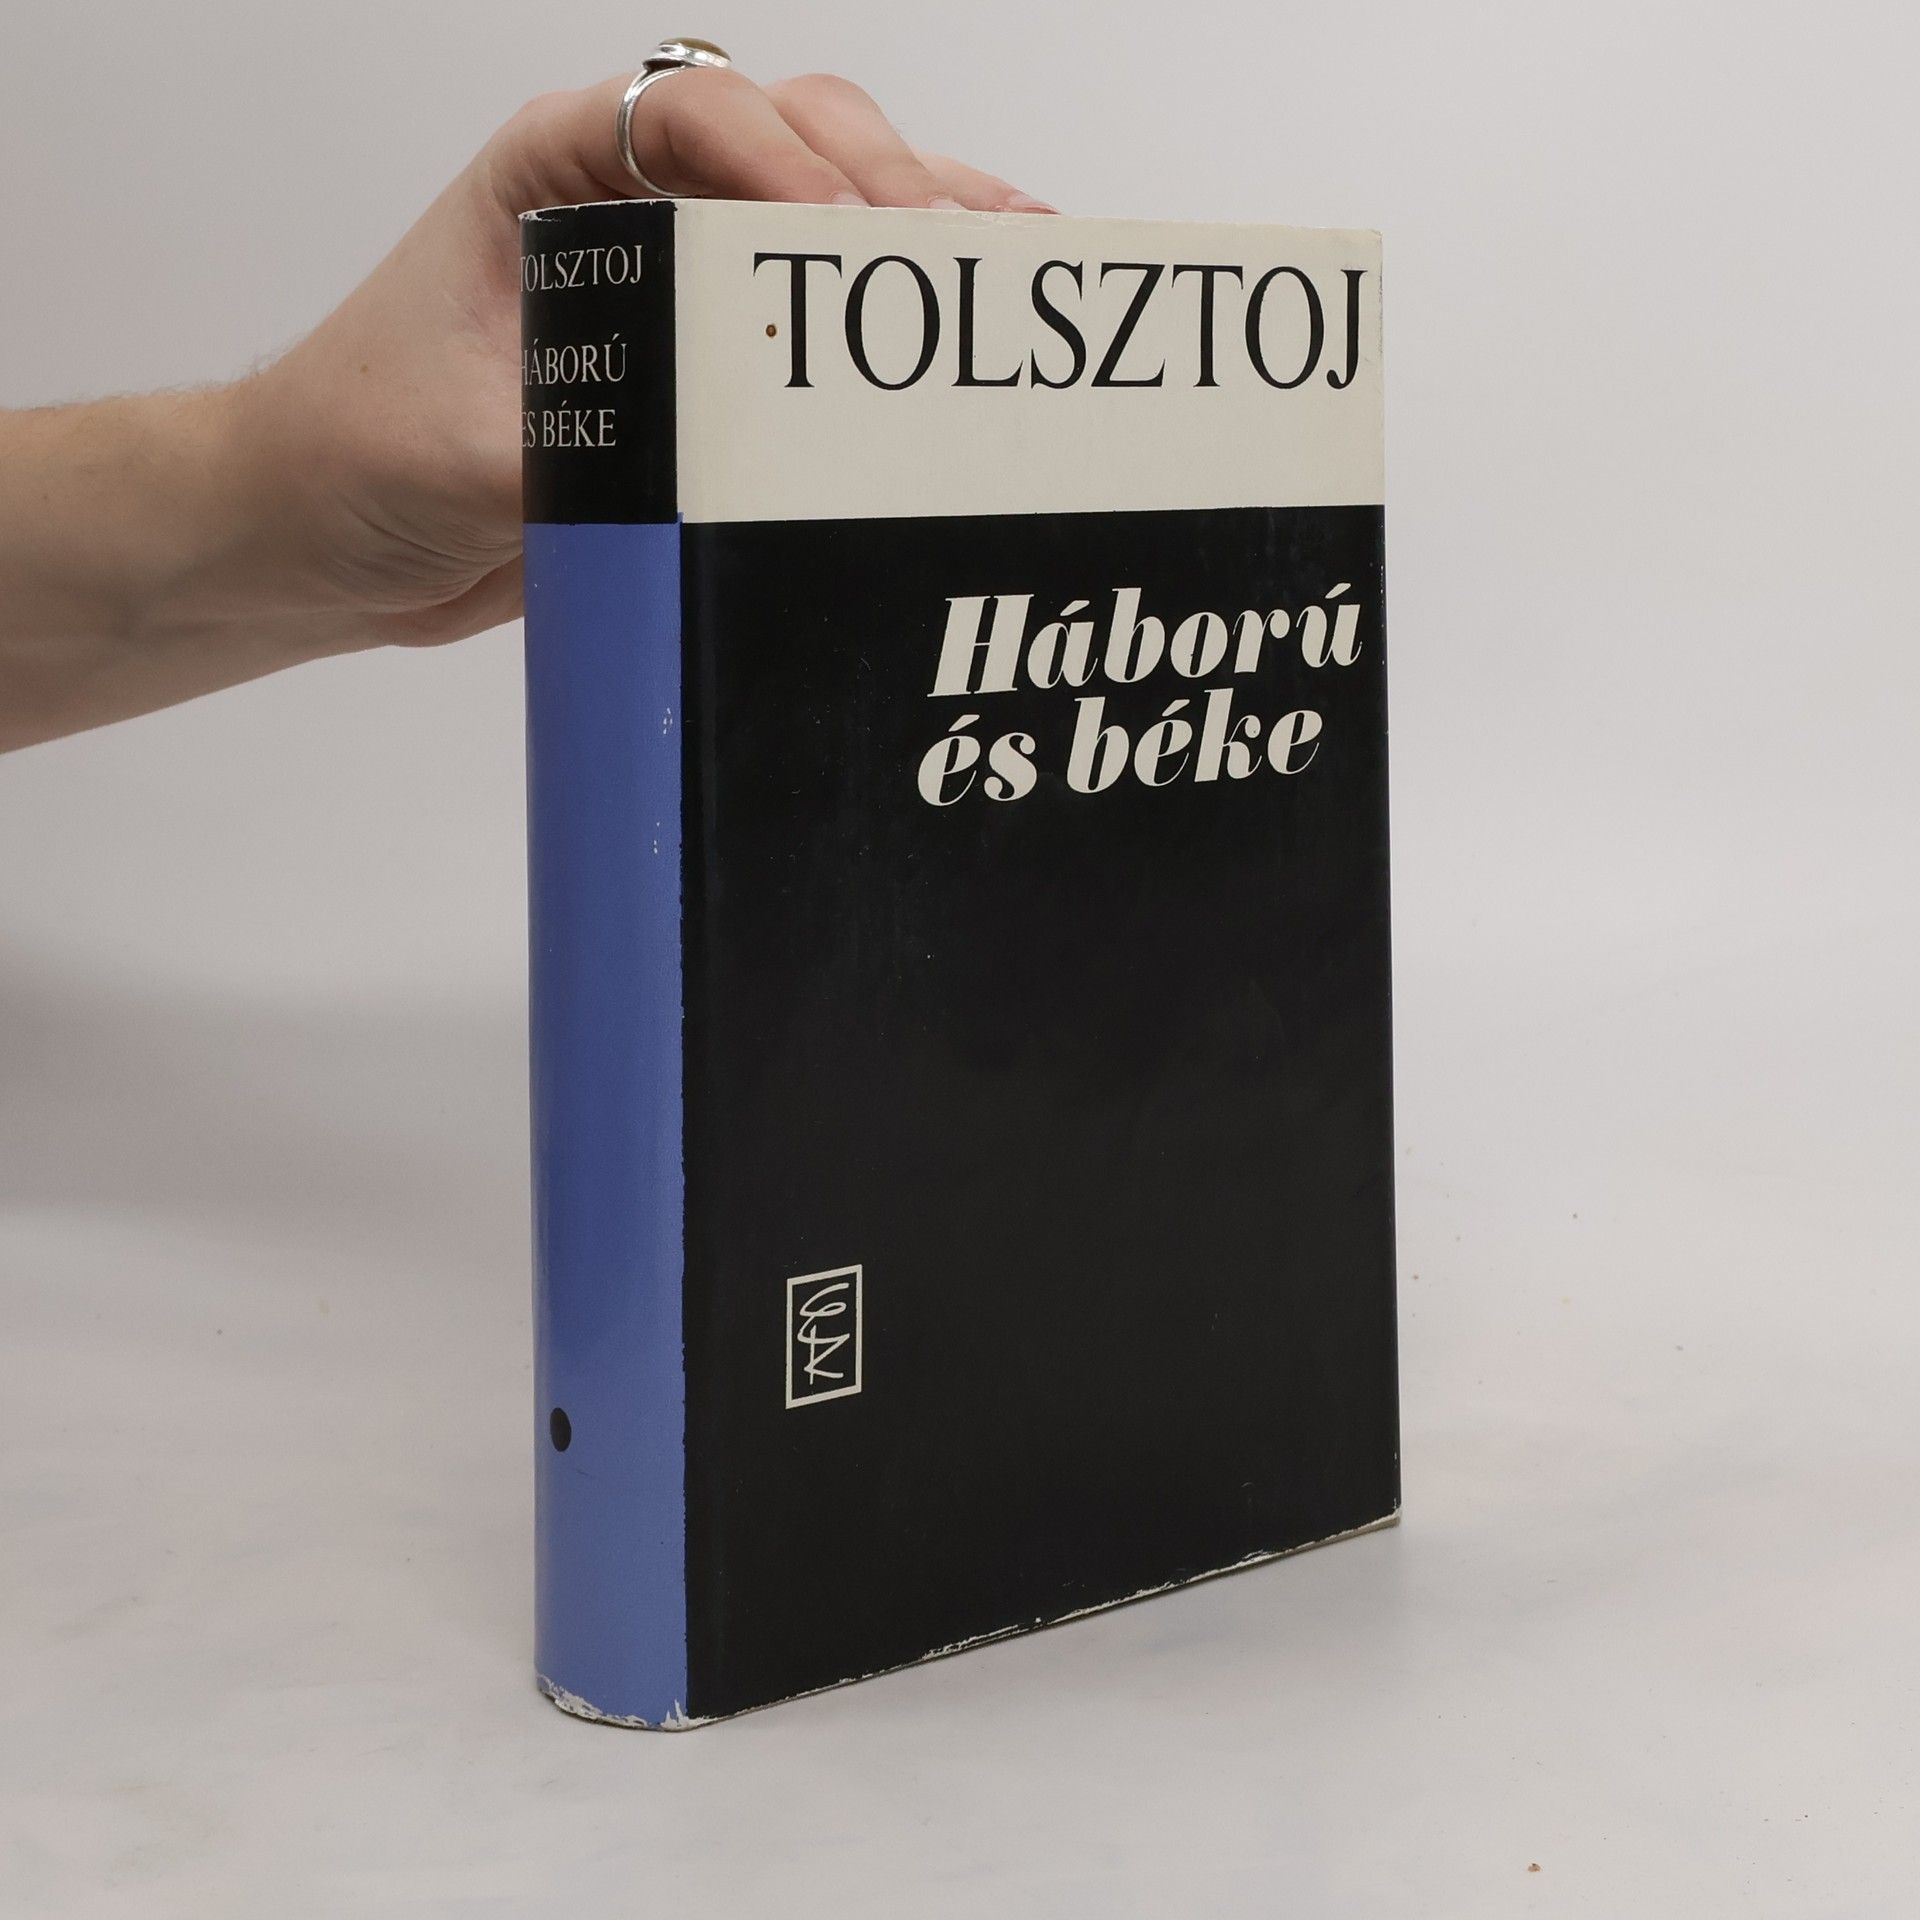 TOLSZTOJ
HÁBORÚ
ÉS BÉKE
TOLSZTOJ
Háború
és béke